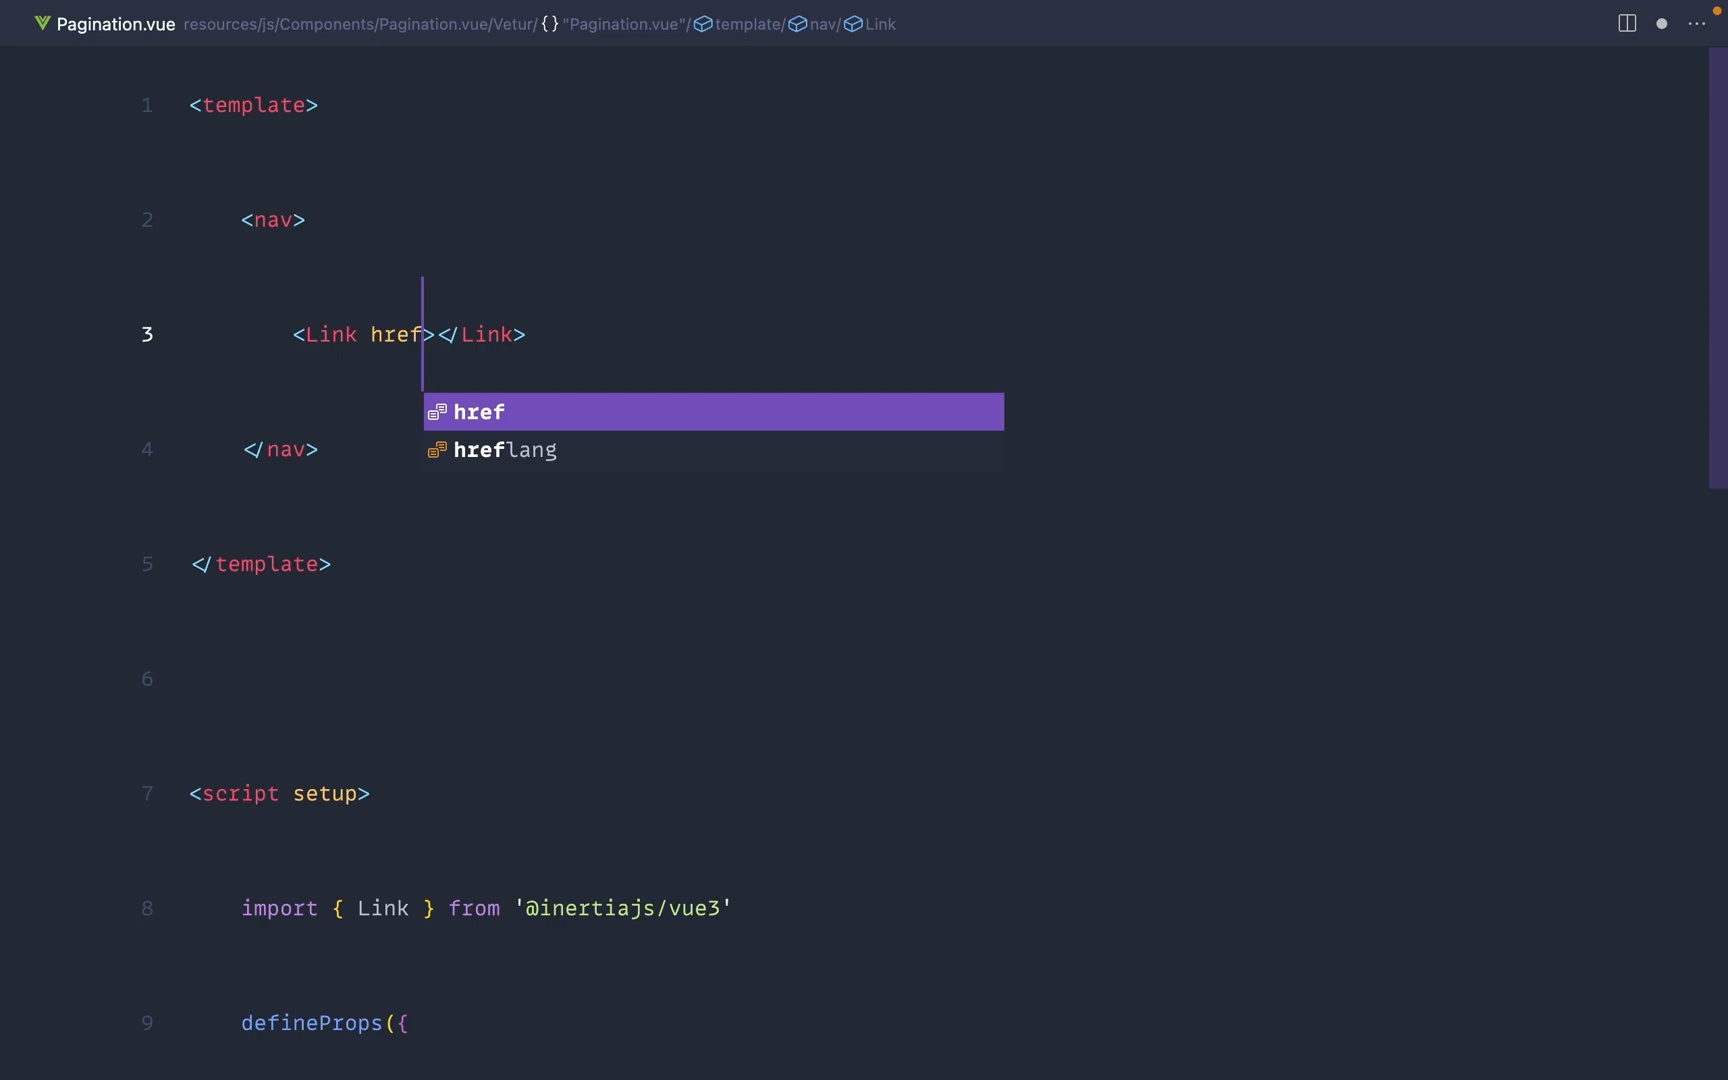 Pagination.vue resources/js/Components/Pagination.vue/Vetur/{} "Pagination.vue"/template/nav/Link
1 <template>
2 <nav>
3 <Link href></Link>
href
hreflang
4 </nav>
5 </template>
6
7 <script setup>
8 import { Link } from '@inertiajs/vue3'
9 defineProps({